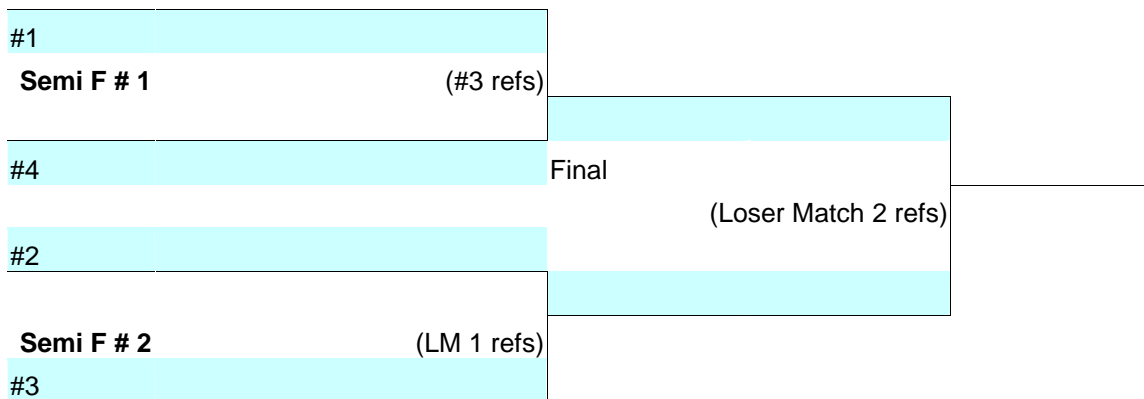 #1
Semi F # 1 (#3 refs)
#4 Final
(Loser Match 2 refs)
#2
Semi F # 2 (LM 1 refs)
#3